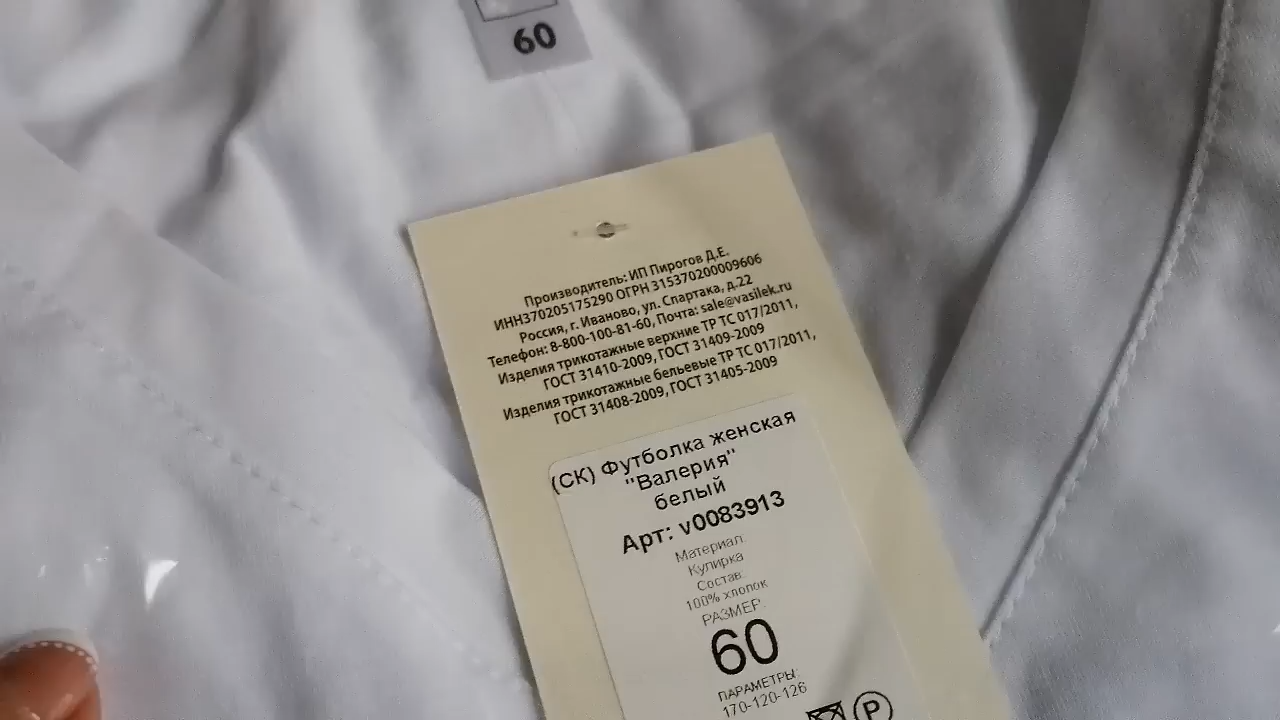 60
Производитель: ИП Пирогов Д.Е.
ИНН370205175290 ОГРН 315370200009606
Россия, г. Иваново, ул. Спартака, д.22
Телефон: 8-800-100-81-60, Почта: sale@vasilek.ru
Изделия трикотажные верхние ТР ТС 017/2011,
ГОСТ 31410-2009, ГОСТ 31409-2009
Изделия трикотажные бельевые ТР ТС 017/2011,
ГОСТ 31408-2009, ГОСТ 31405-2009
(СК) Футболка женская
"Валерия"
белый
Арт: v0083913
Материал:
Кулирка
Состав:
100% хлопок
РАЗМЕР:
60
ПАРАМЕТРЫ:
170-120-126
P